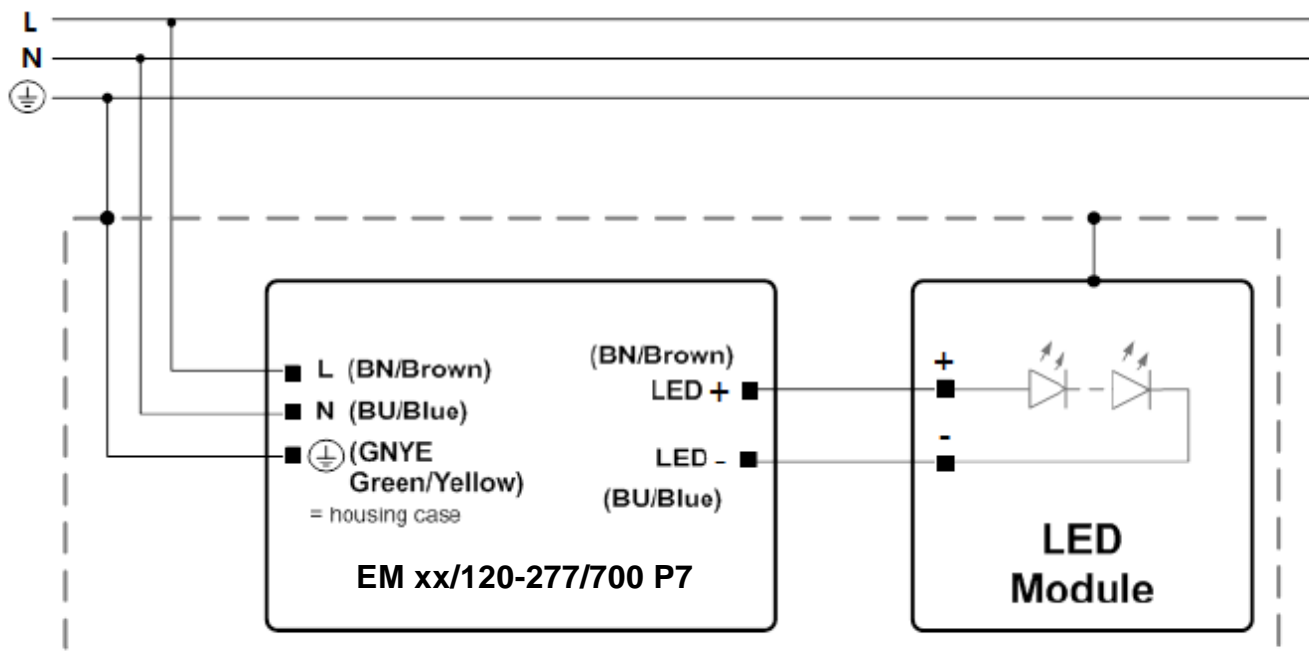 L
N
L (BN/Brown)
N (BU/Blue)
(GNYE
Green/Yellow)
= housing case
(BN/Brown)
LED +
LED -
(BU/Blue)
EM xx/120-277/700 P7
+
-
LED
Module